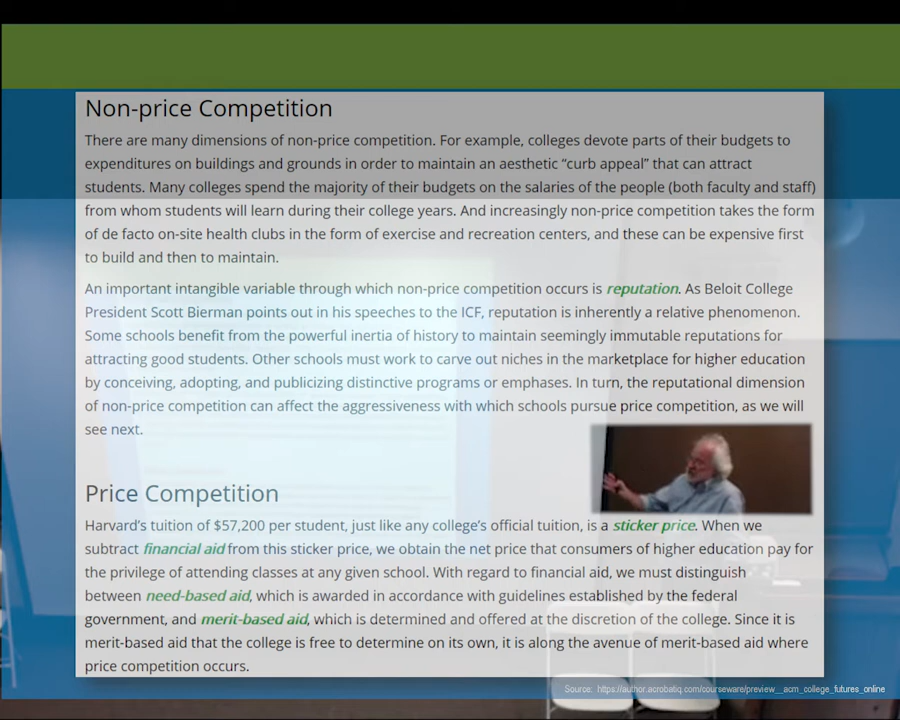 Non-price Competition
There are many dimensions of non-price competition. For example, colleges devote parts of their budgets to
expenditures on buildings and grounds in order to maintain an aesthetic “curb appeal” that can attract
students. Many colleges spend the majority of their budgets on the salaries of the people (both faculty and staff)
from whom students will learn during their college years. And increasingly non-price competition takes the form
of de facto on-site health clubs in the form of exercise and recreation centers, and these can be expensive first
to build and then to maintain.
An important intangible variable through which non-price competition occurs is reputation. As Beloit College
President Scott Bierman points out in his speeches to the ICF, reputation is inherently a relative phenomenon.
Some schools benefit from the powerful inertia of history to maintain seemingly immutable reputations for
attracting good students. Other schools must work to carve out niches in the marketplace for higher education
by conceiving, adopting, and publicizing distinctive programs or emphases. In turn, the reputational dimension
of non-price competition can affect the aggressiveness with which schools pursue price competition, as we will
see next.
Price Competition
Harvard’s tuition of $57,200 per student, just like any college’s official tuition, is a sticker price. When we
subtract financial aid from this sticker price, we obtain the net price that consumers of higher education pay for
the privilege of attending classes at any given school. With regard to financial aid, we must distinguish
between need-based aid, which is awarded in accordance with guidelines established by the federal
government, and merit-based aid, which is determined and offered at the discretion of the college. Since it is
merit-based aid that the college is free to determine on its own, it is along the avenue of merit-based aid where
price competition occurs.
Source: https://author.acrobatiq.com/courseware/preview__acm_college_futures_online